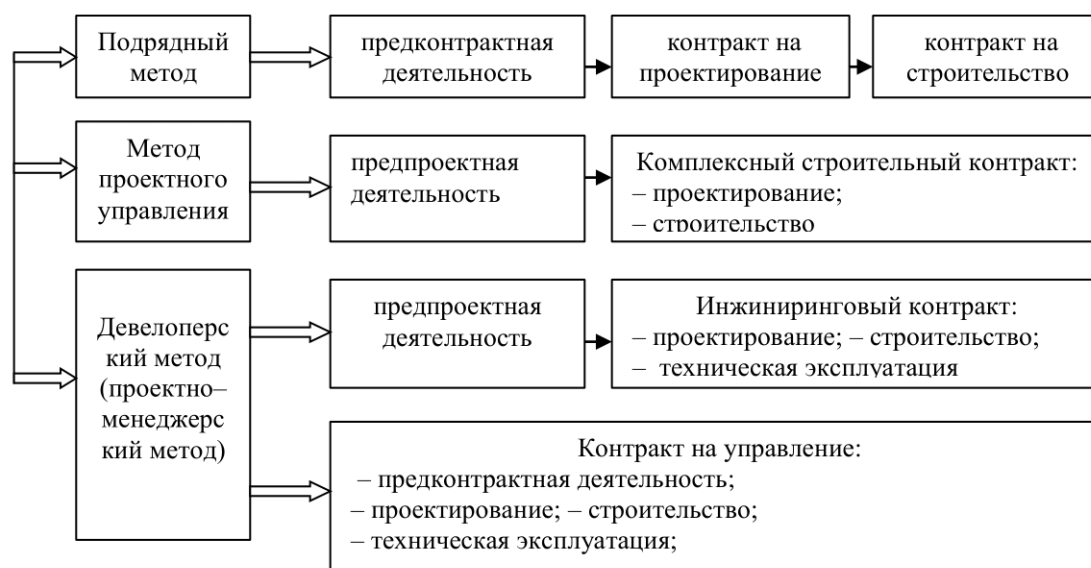 Подрядный
метод
предконтрактная
деятельность
контракт на
проектирование
контракт на
строительство
Метод
проектного
управления
предпроектная
деятельность
Комплексный строительный контракт:
– проектирование;
– строительство
Девелоперс
кий метод
(проектно–
менеджерс
кий метод)
предпроектная
деятельность
Инжиниринговый контракт:
– проектирование; – строительство;
– техническая эксплуатация
Контракт на управление:
– предконтрактная деятельность;
– проектирование; – строительство;
– техническая эксплуатация;